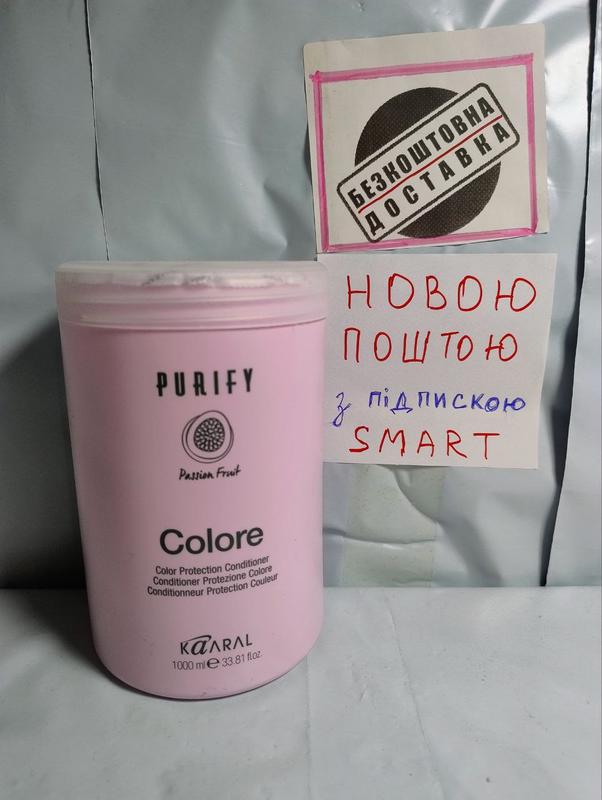 БЕЗКОШТОВНА
ДОСТАВКА
НОВОЮ
ПОШТОЮ
з підпискою
SMART
PURIFY
Passion Fruit
Colore
Color Protection Conditioner
Conditioner Protezione Colore
Conditionneur Protection Couleur
KAARAL
1000 ml e 33.81 fl.oz.